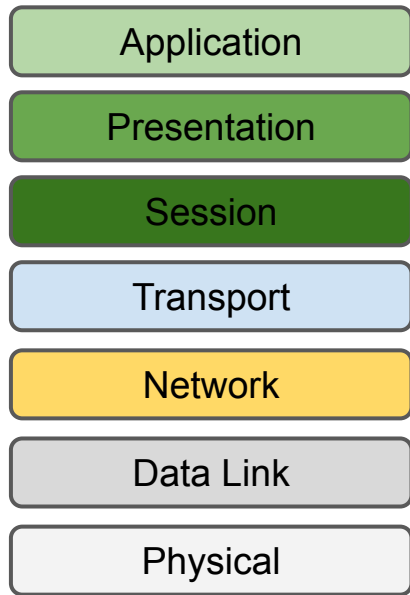 Application
Presentation
Session
Transport
Network
Data Link
Physical